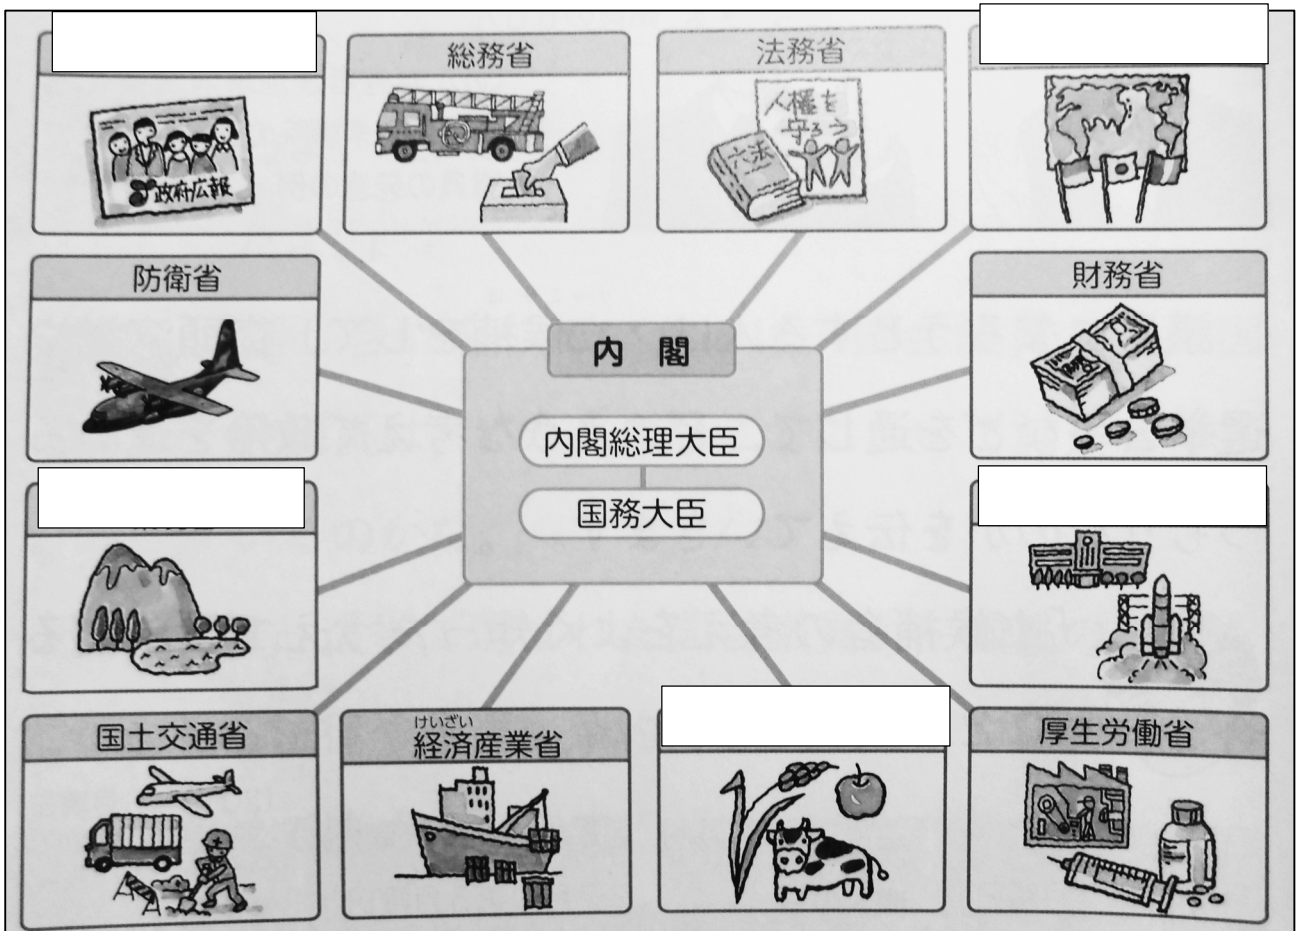 総務省
法務省
人権を
守ろう
六法
政府広報
防衛省
財務省
内閣
内閣総理大臣
国務大臣
国土交通省
けいざい
経済産業省
厚生労働省